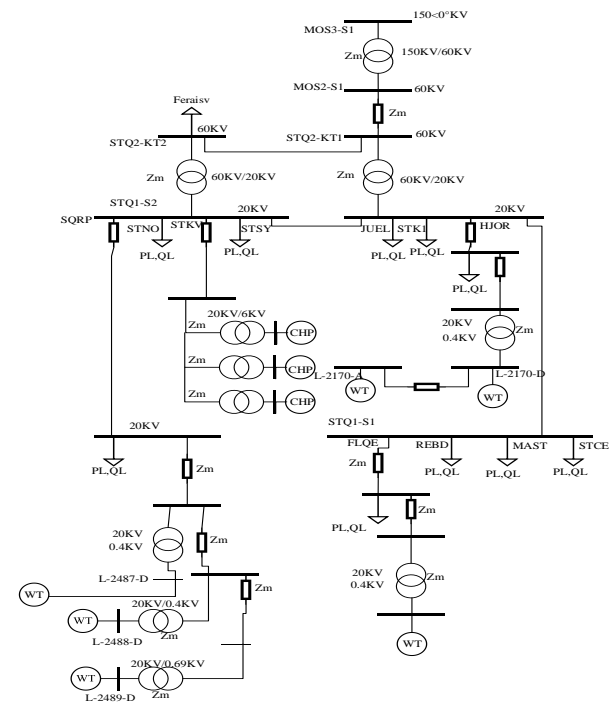 150<0°KV
MOS3-S1
Zm
150KV/60KV
MOS2-S1
60KV
Zm
Feraisv
60KV
STQ2-KT2
STQ2-KT1
60KV
Zm
60KV/20KV
60KV/20KV
Zm
STQ1-S2
20KV
20KV
SQRP
STNO
STKV
STSY
JUEL
STK1
HJOR
PL,QL
PL,QL
PL,QL
PL,QL
PL,QL
20KV/6KV
Zm
CHP
20KV
0.4KV
Zm
Zm
CHP
L-2170-A
L-2170-D
WT
WT
Zm
CHP
STQ1-S1
20KV
FLQE
REBD
MAST
STCE
Zm
PL,QL
PL,QL
PL,QL
PL,QL
Zm
PL,QL
Zm
20KV
0.4KV
Zm
20KV
0.4KV
Zm
L-2487-D
Zm
WT
20KV/0.4KV
WT
Zm
L-2488-D
WT
20KV/0.69KV
WT
Zm
L-2489-D